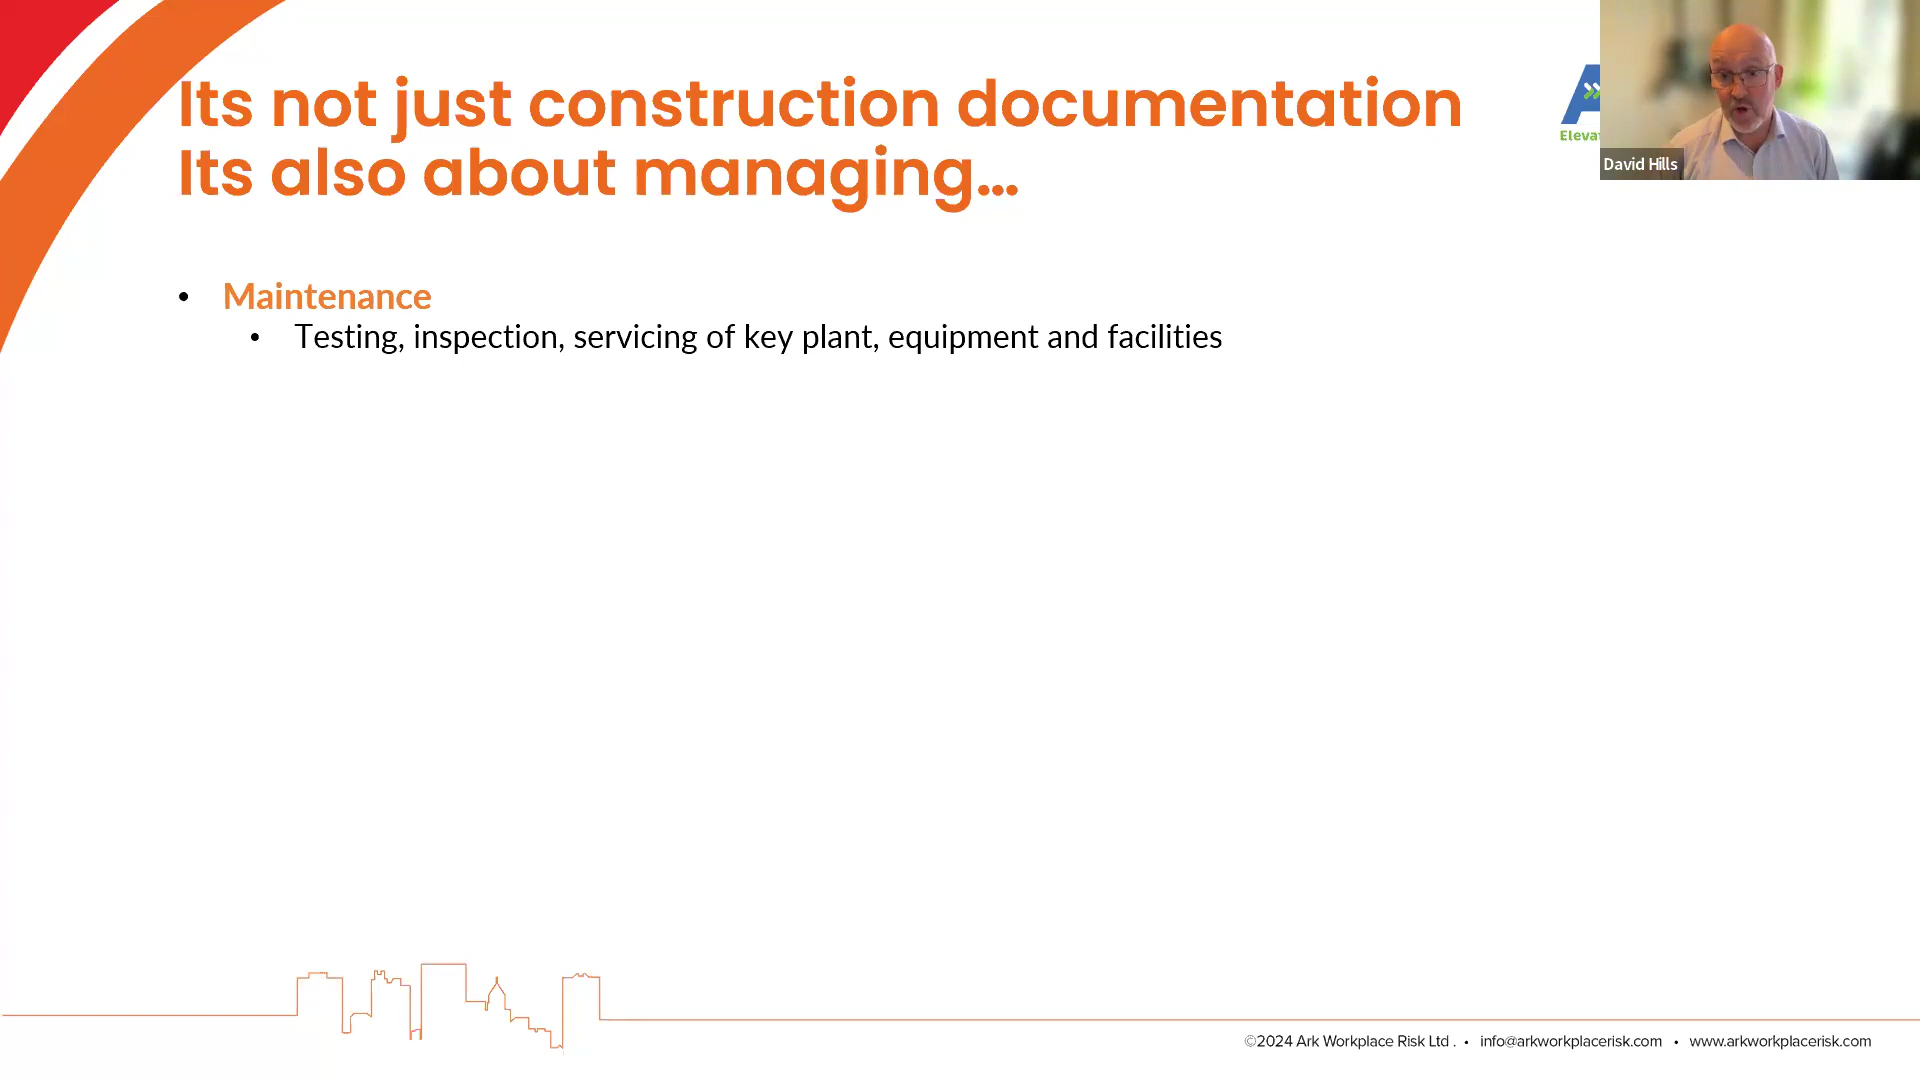 Its not just construction documentation
Its also about managing...
David Hills
• Maintenance
• Testing, inspection, servicing of key plant, equipment and facilities
©2024 Ark Workplace Risk Ltd . • info@arkworkplacerisk.com • www.arkworkplacerisk.com